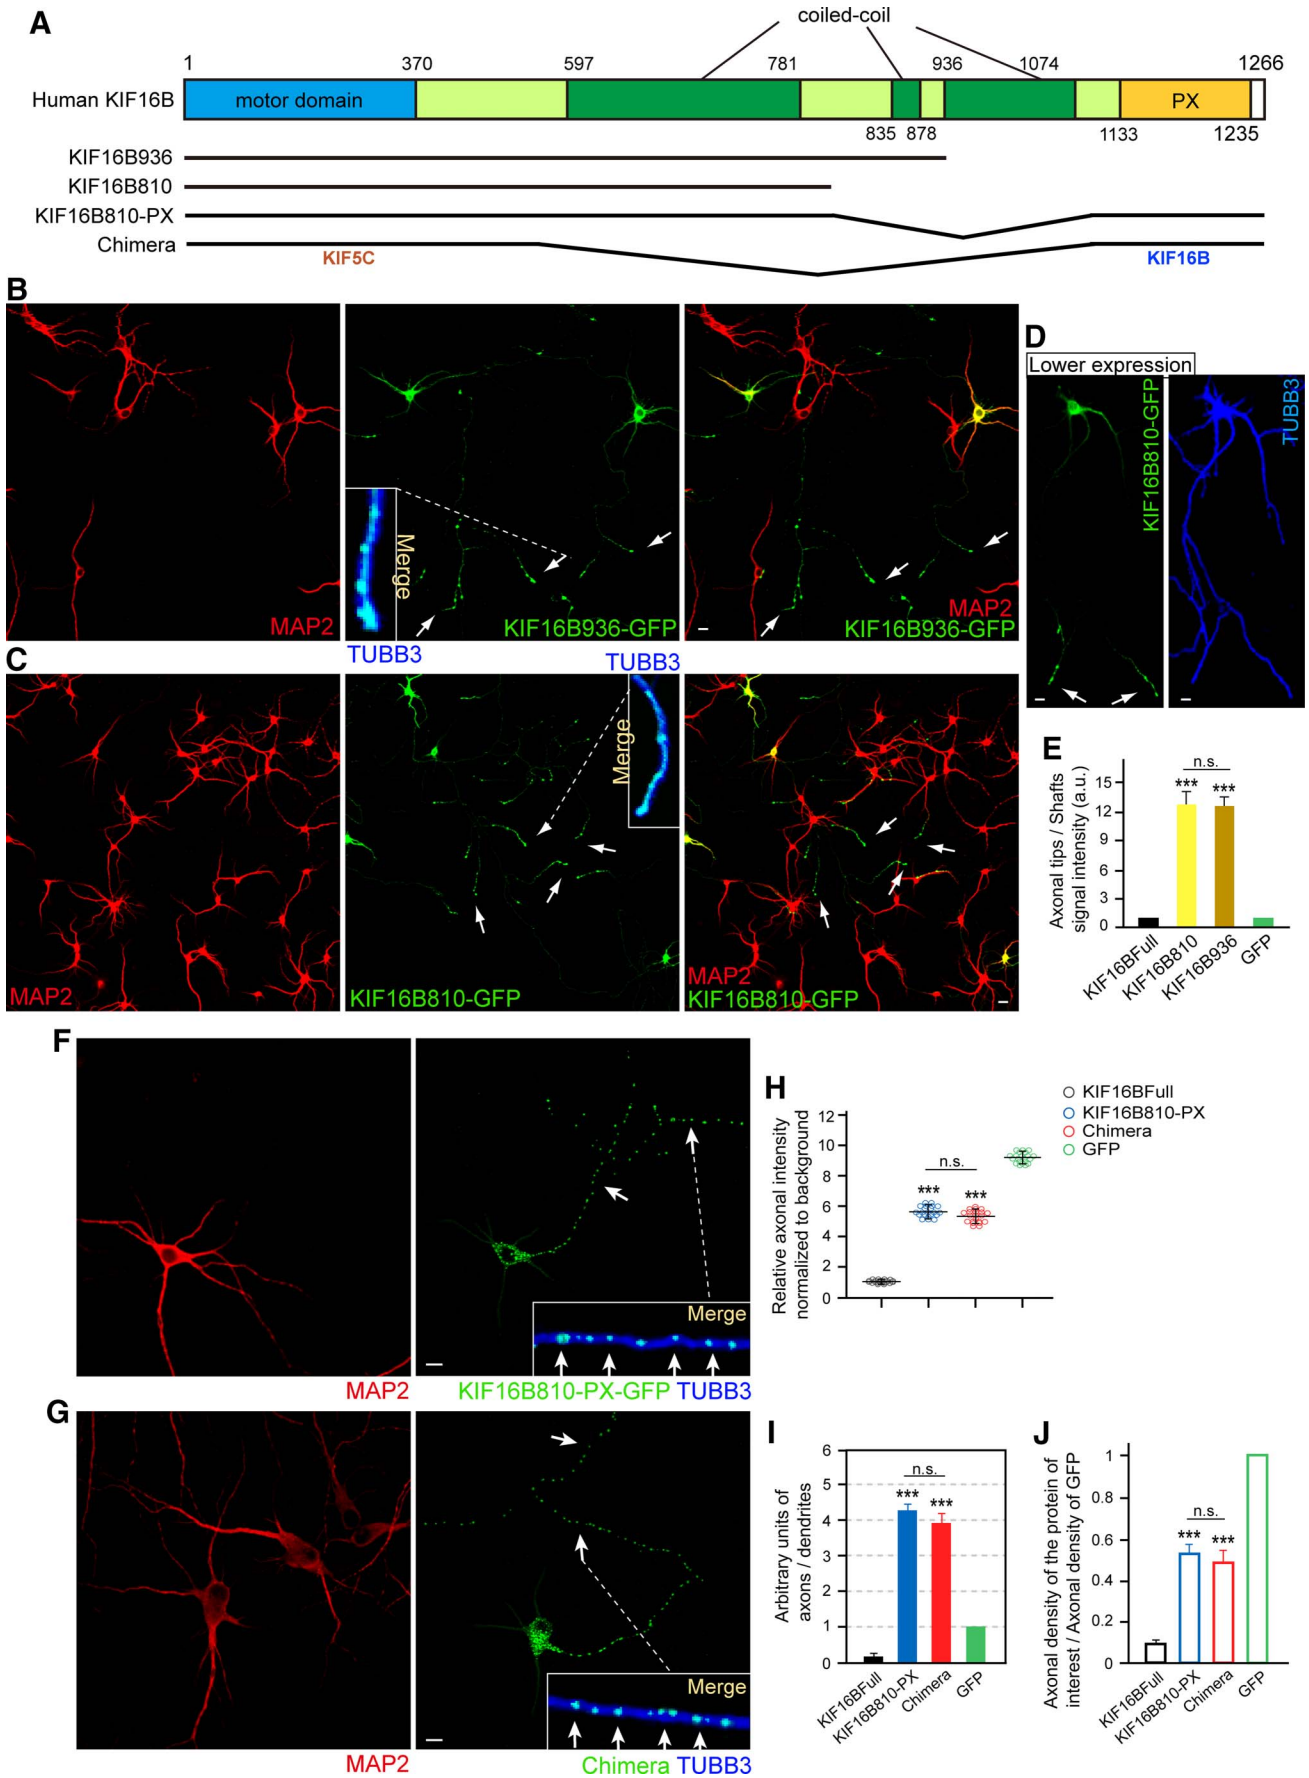 A
coiled-coil
1 370 597 781 936 1074 1266
Human KIF16B motor domain PX
835 878 1133 1235
KIF16B936
KIF16B810
KIF16B810-PX
Chimera
KIF5C KIF16B
B
MAP2
Merge
KIF16B936-GFP
TUBB3
MAP2
KIF16B936-GFP
C
MAP2
TUBB3
Merge
KIF16B810-GFP
MAP2
KIF16B810-GFP
D
Lower expression
KIF16B810-GFP
TUBB3
E
Axonal tips / Shafts
signal intensity (a.u.)
15
12
9
6
3
0
n.s.
*** ***
KIF16BFull
KIF16B810
KIF16B936
GFP
F
MAP2
Merge
KIF16B810-PX-GFP TUBB3
G
MAP2
Merge
Chimera TUBB3
H
Relative axonal intensity
normalized to background
12
10
8
6
4
2
0
n.s.
*** ***
KIF16BFull
KIF16B810-PX
Chimera
GFP
I
Arbitrary units of
axons / dendrites
6
5
4
3
2
1
0
n.s.
*** ***
KIF16BFull
KIF16B810-PX
Chimera
GFP
J
Axonal density of the protein of
interest / Axonal density of GFP
1
0.8
0.6
0.4
0.2
0
n.s.
*** ***
KIF16BFull
KIF16B810-PX
Chimera
GFP